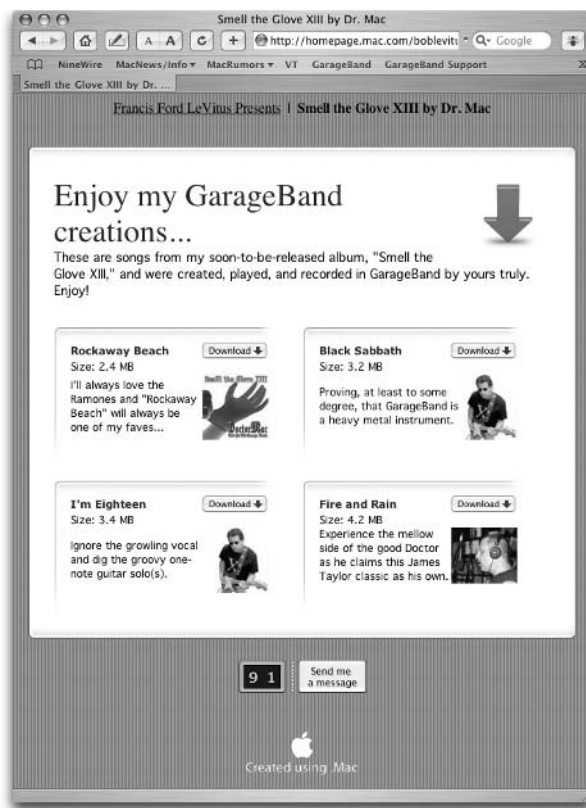 Smell the Glove XIII by Dr. Mac
A A C + http://homepage.mac.com/boblevitu Q- Google
NineWire MacNews/Info▾ MacRumors▾ VT GarageBand GarageBand Support »
Smell the Glove XIII by Dr. ...
Francis Ford LeVitus Presents | Smell the Glove XIII by Dr. Mac
Enjoy my GarageBand
creations...
These are songs from my soon-to-be-released album, "Smell the
Glove XIII," and were created, played, and recorded in GarageBand by yours truly.
Enjoy!
Rockaway Beach Download
Size: 2.4 MB
I'll always love the
Ramones and "Rockaway
Beach" will always be
one of my faves...
Smell the Glove XIII
DoctorMac
Black Sabbath Download
Size: 3.2 MB
Proving, at least to some
degree, that GarageBand is
a heavy metal instrument.
I'm Eighteen Download
Size: 3.4 MB
Ignore the growling vocal
and dig the groovy one-
note guitar solo(s).
Fire and Rain Download
Size: 4.2 MB
Experience the mellow
side of the good Doctor
as he claims this James
Taylor classic as his own.
9 1
Send me
a message
Created using .Mac